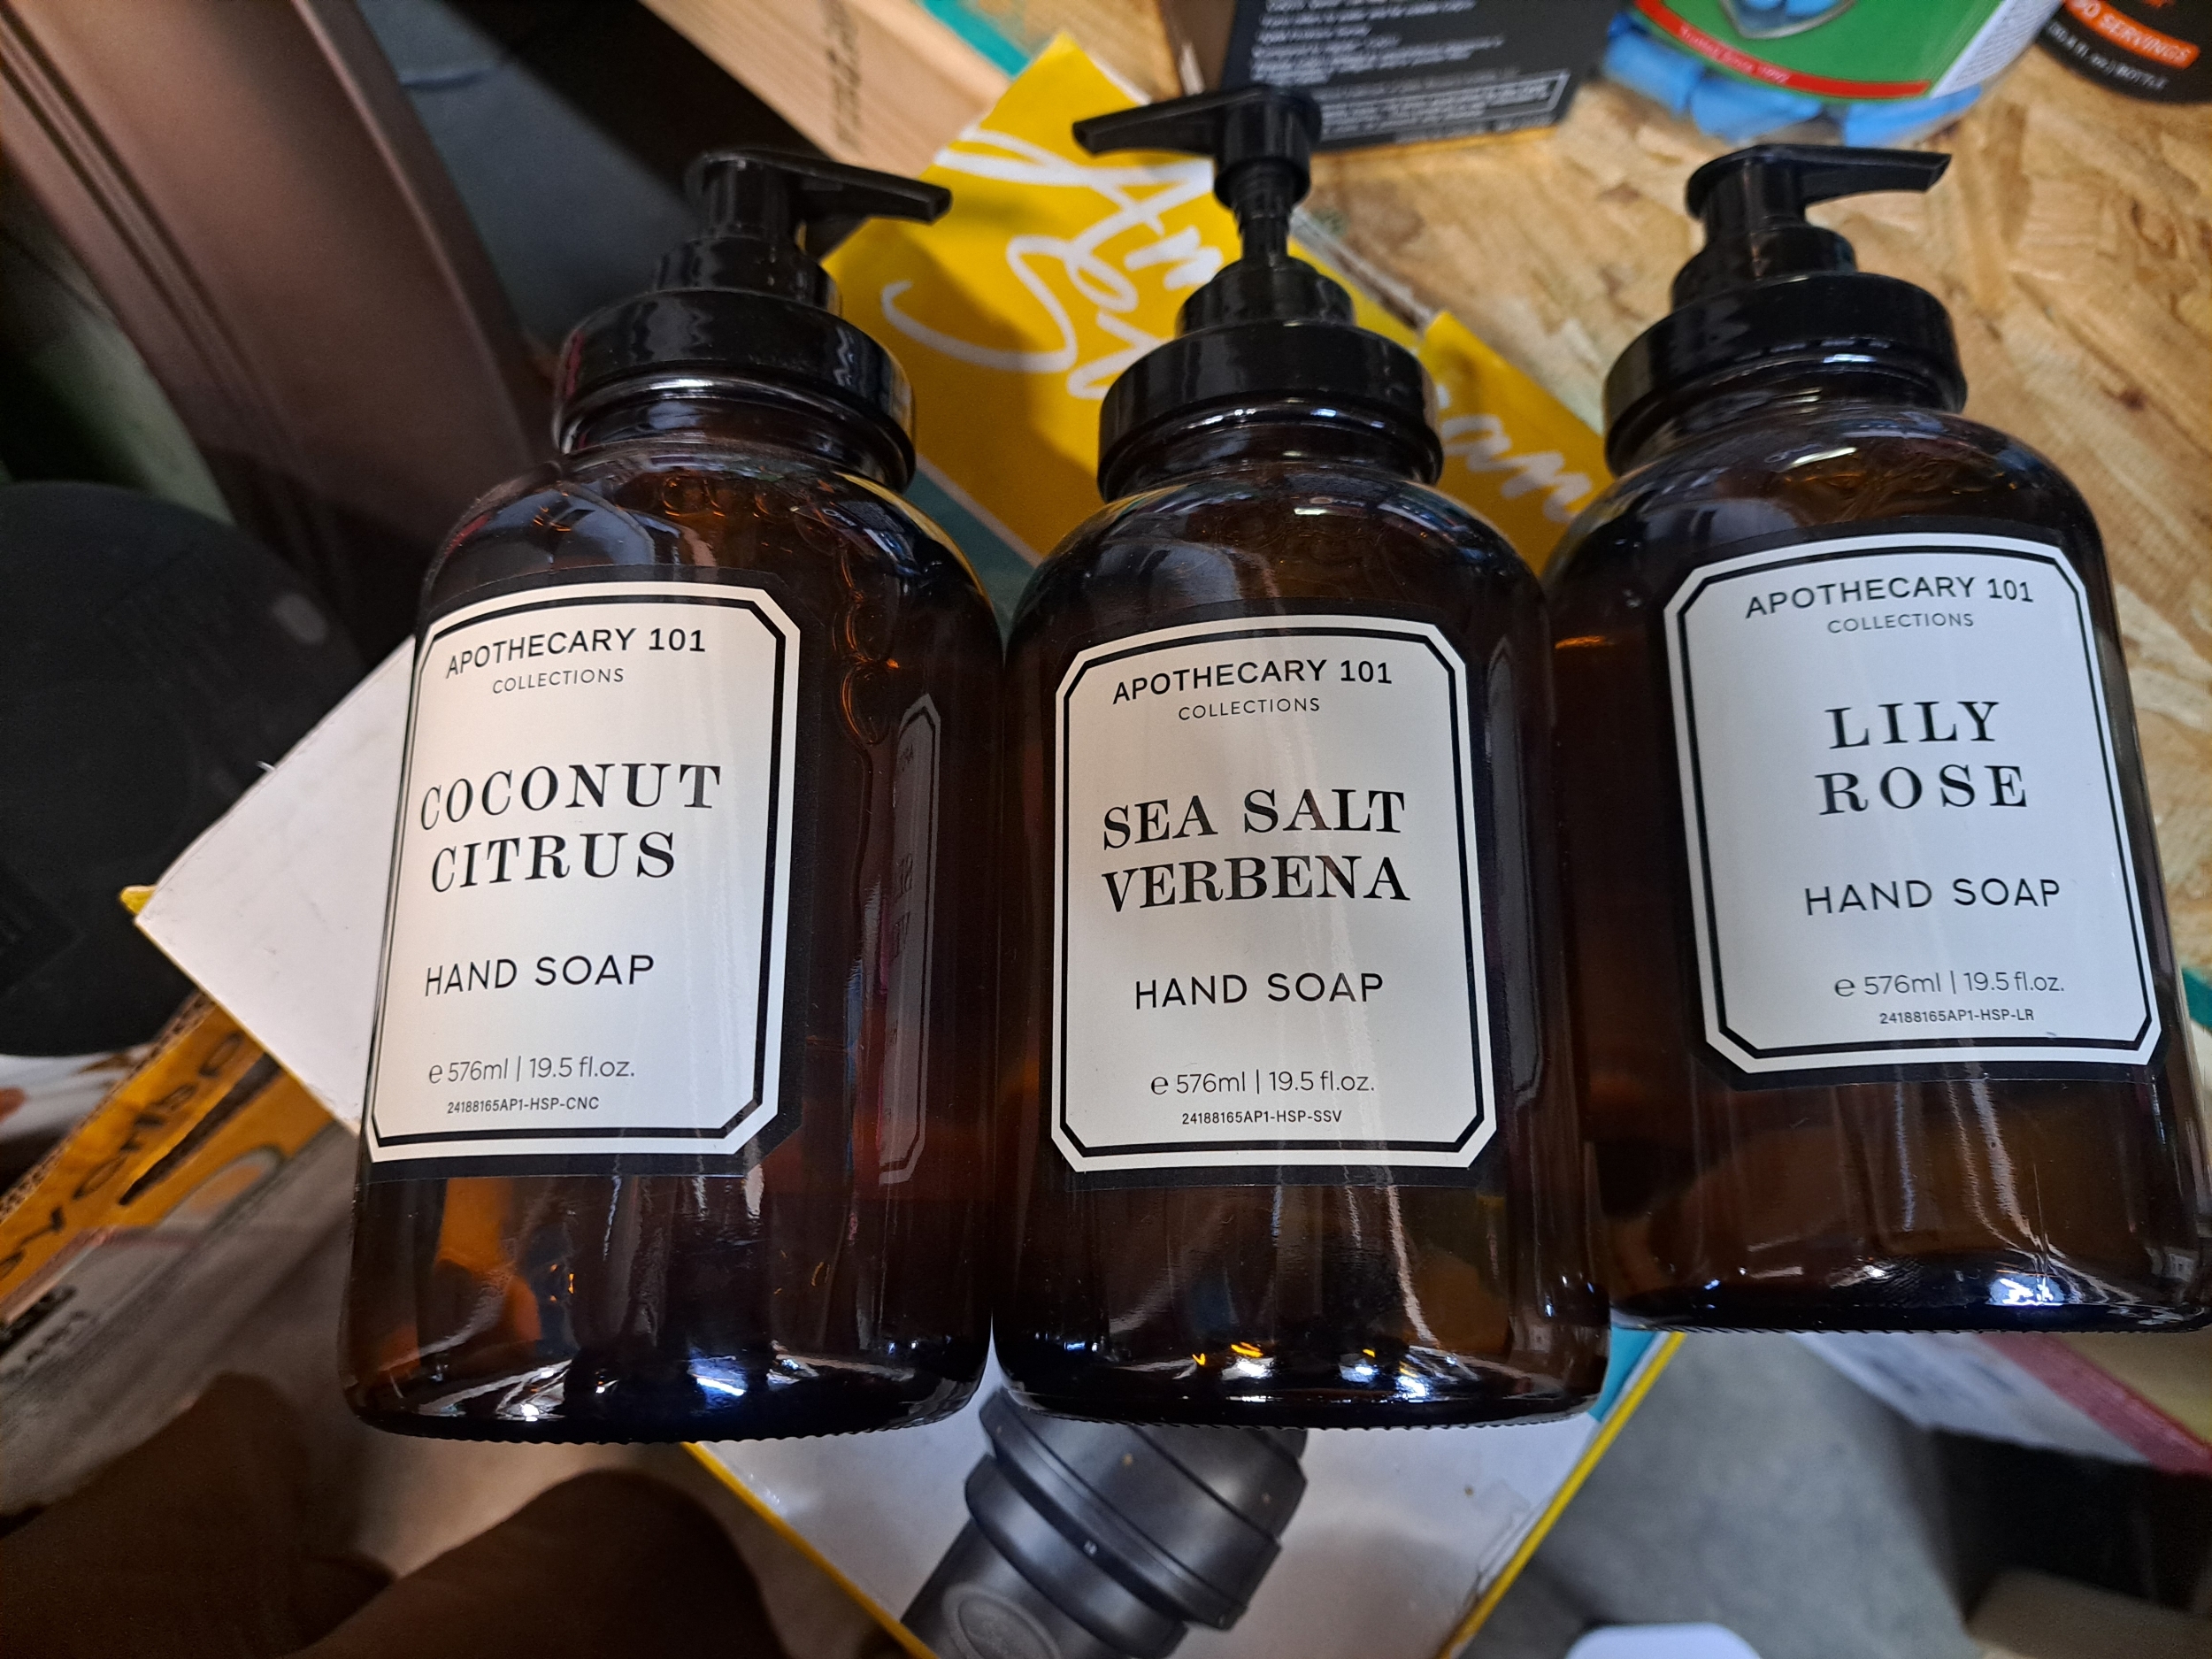 APOTHECARY 101
COLLECTIONS
COCONUT
CITRUS
HAND SOAP
℮ 576ml | 19.5 fl.oz.
24188165AP1-HSP-CNC
APOTHECARY 101
COLLECTIONS
SEA SALT
VERBENA
HAND SOAP
℮ 576ml | 19.5 fl.oz.
24188165AP1-HSP-SSV
APOTHECARY 101
COLLECTIONS
LILY
ROSE
HAND SOAP
℮ 576ml | 19.5 fl.oz.
24188165AP1-HSP-LR
SERVINGS
BOTTLE